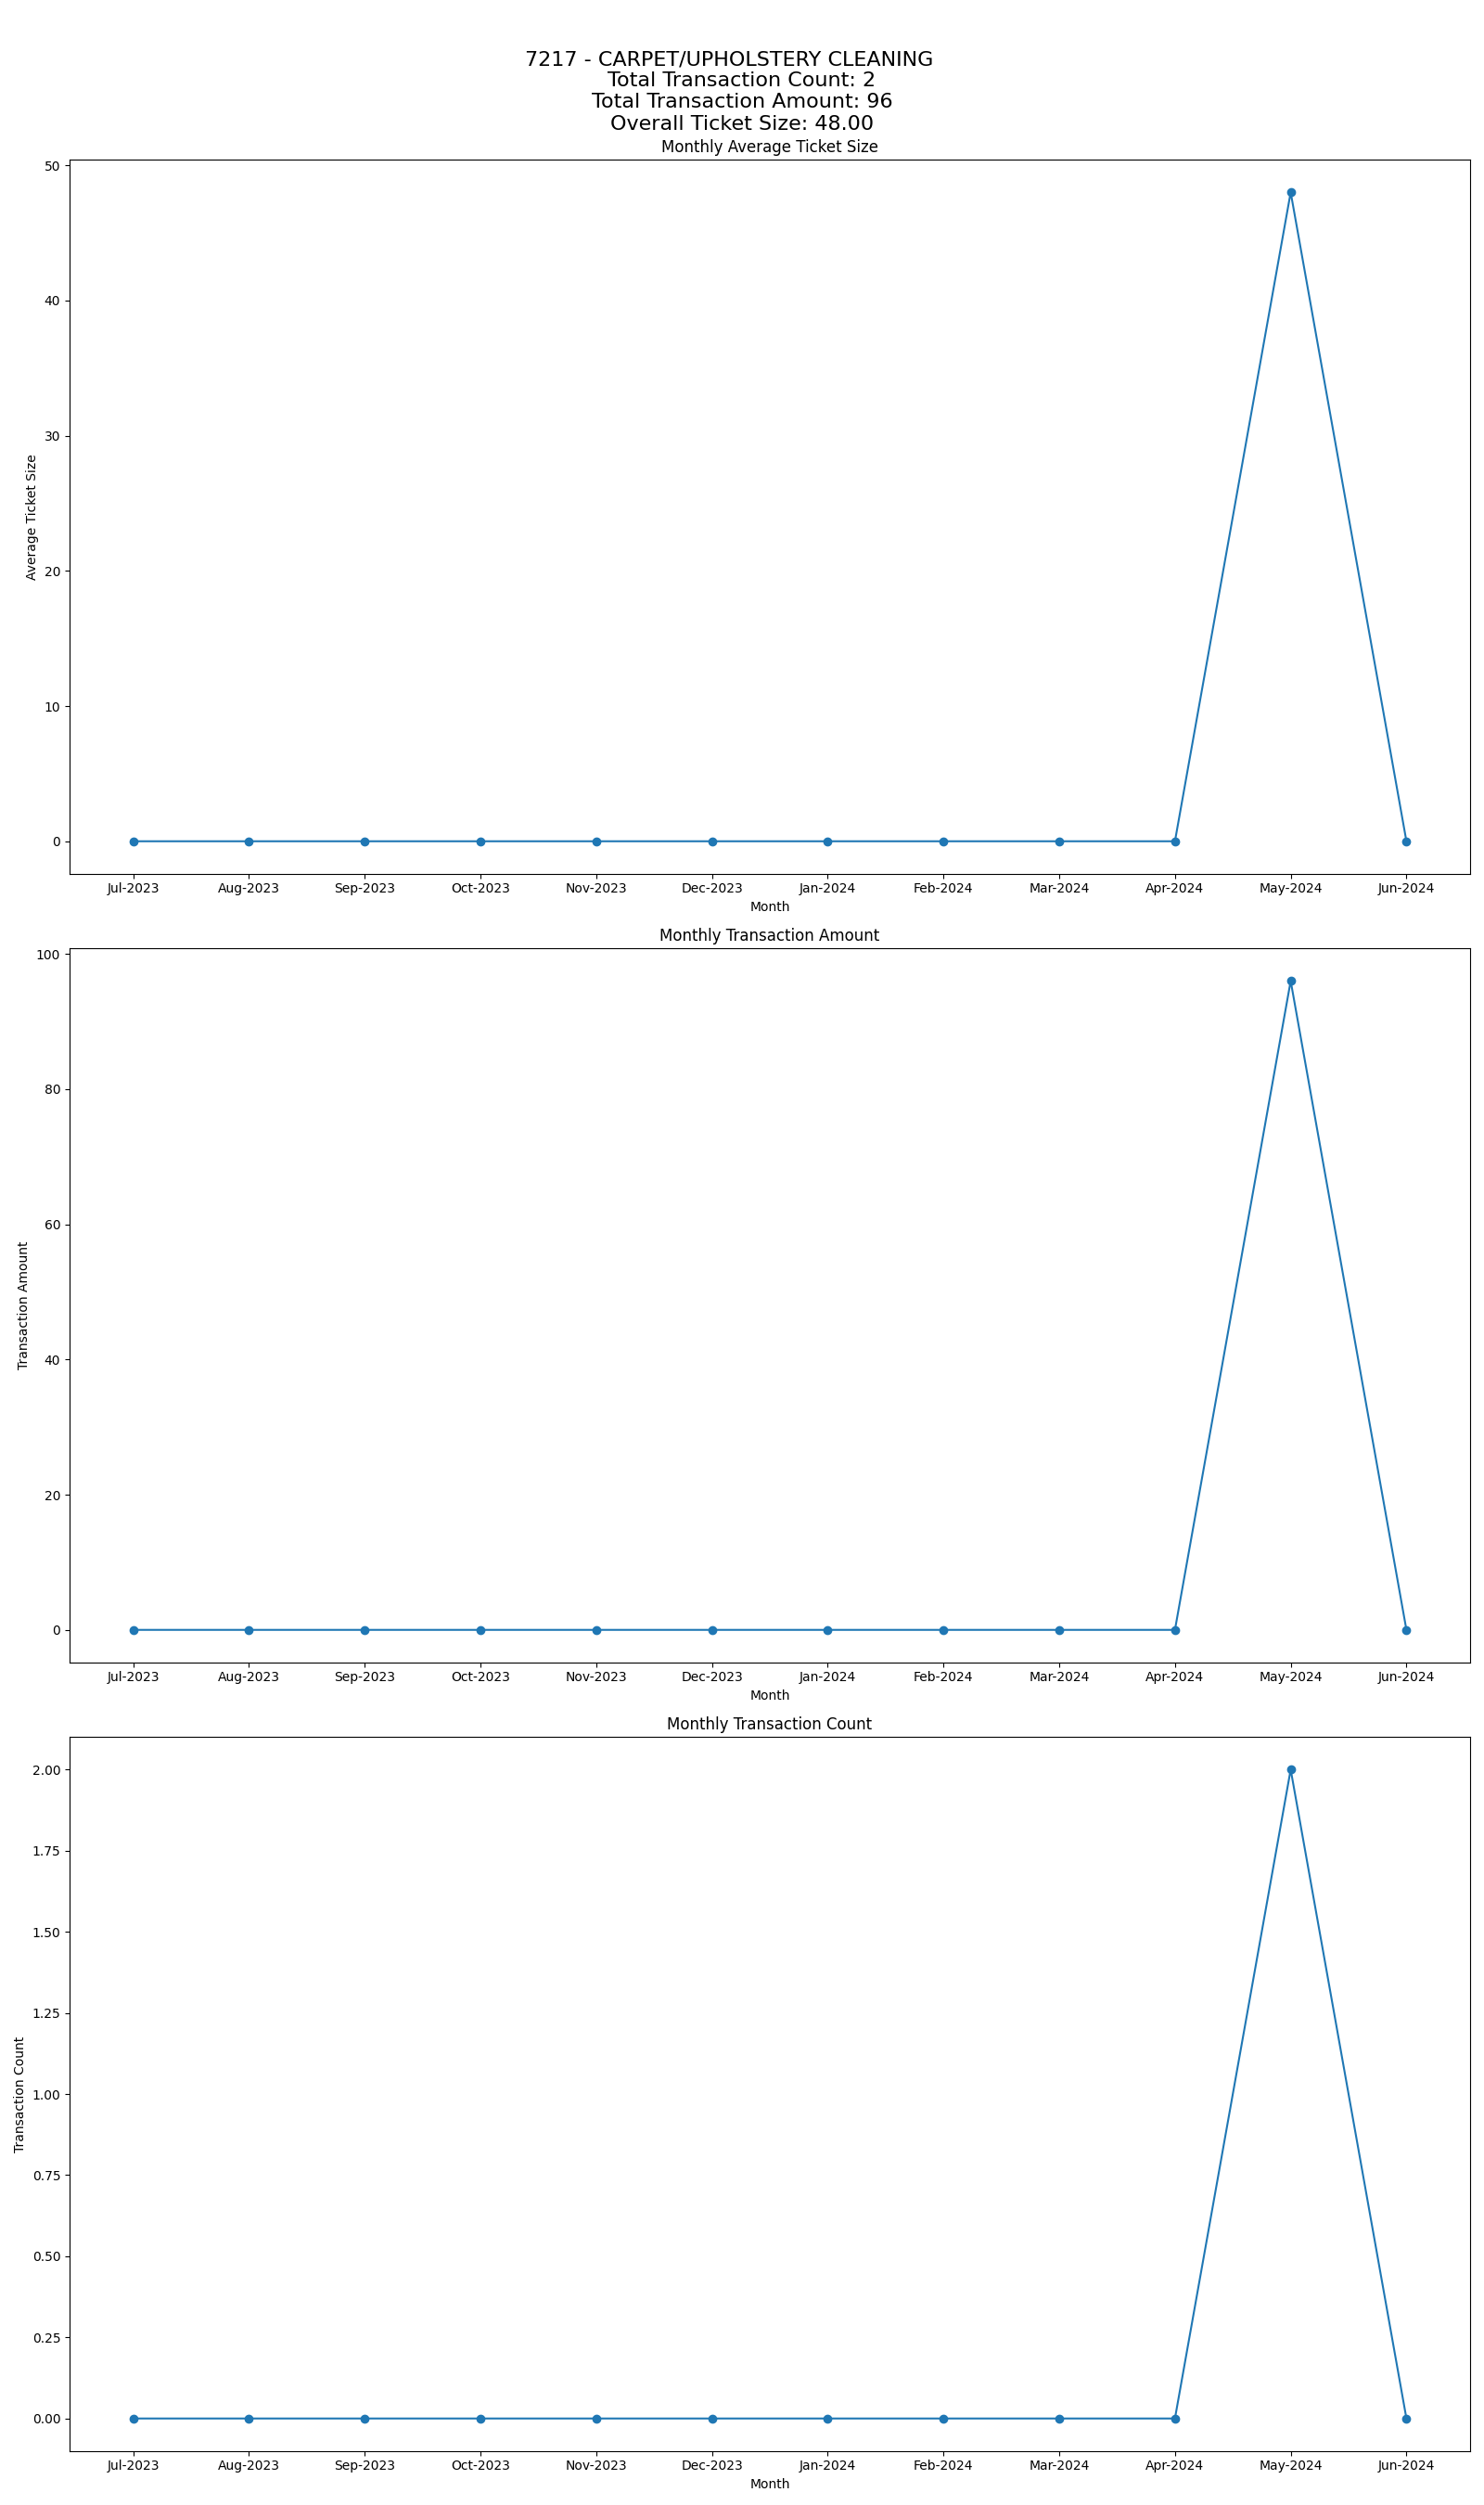 7217 - CARPET/UPHOLSTERY CLEANING
Total Transaction Count: 2
Total Transaction Amount: 96
Overall Ticket Size: 48.00
Monthly Average Ticket Size
50
40
30
20
10
0
Average Ticket Size
Jul-2023 Aug-2023 Sep-2023 Oct-2023 Nov-2023 Dec-2023 Jan-2024 Feb-2024 Mar-2024 Apr-2024 May-2024 Jun-2024
Month
Monthly Transaction Amount
100
80
60
40
20
0
Transaction Amount
Jul-2023 Aug-2023 Sep-2023 Oct-2023 Nov-2023 Dec-2023 Jan-2024 Feb-2024 Mar-2024 Apr-2024 May-2024 Jun-2024
Month
Monthly Transaction Count
2.00
1.75
1.50
1.25
1.00
0.75
0.50
0.25
0.00
Transaction Count
Jul-2023 Aug-2023 Sep-2023 Oct-2023 Nov-2023 Dec-2023 Jan-2024 Feb-2024 Mar-2024 Apr-2024 May-2024 Jun-2024
Month